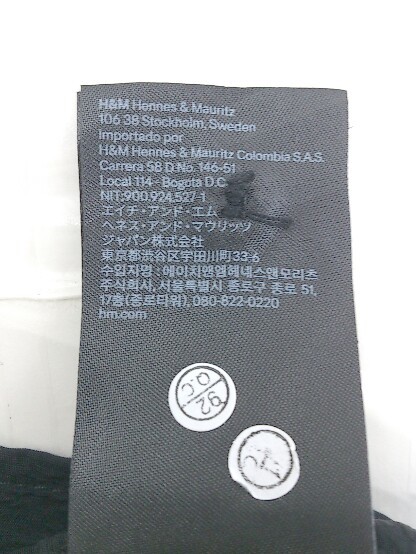 H&M Hennes & Mauritz
106 38 Stockholm, Sweden
Importado por
H&M Hennes & Mauritz Colombia S.A.S.
Carrera 58 D.No. 146-51
Local 114 - Bogotá D.C.
NIT:900.924.527-1
エイチ・アンド・エム
ヘネス・アンド・マウリッツ
ジャパン株式会社
東京都渋谷区宇田川町33-6
수입자명 : 에이치앤엠헤네스앤모리츠
주식회사, 서울특별시 종로구 종로 51,
17층(종로타워), 080-822-0220
hm.com
Q.C
92